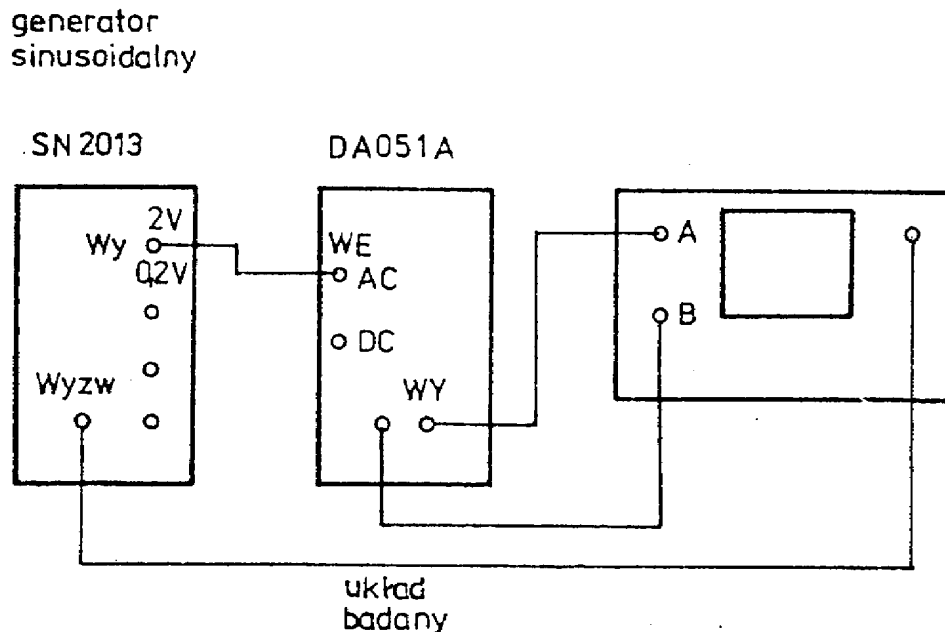 generator
sinusoidalny
SN 2013
DA051A
2V
Wy
0,2V
Wyzw
WE
AC
DC
WY
A
B
układ
badany